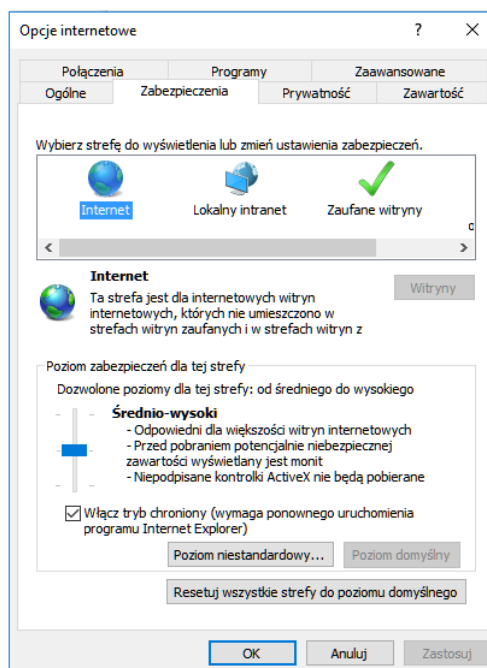 Opcje internetowe
Połączenia Programy Zaawansowane
Ogólne Zabezpieczenia Prywatność Zawartość
Wybierz strefę do wyświetlenia lub zmień ustawienia zabezpieczeń.
Internet Lokalny intranet Zaufane witryny
Internet
Witryny
Ta strefa jest dla internetowych witryn
internetowych, których nie umieszczono w
strefach witryn zaufanych i w strefach witryn z
Poziom zabezpieczeń dla tej strefy
Dozwolone poziomy dla tej strefy: od średniego do wysokiego
Średnio-wysoki
- Odpowiedni dla większości witryn internetowych
- Przed pobraniem potencjalnie niebezpiecznej
zawartości wyświetlany jest monit
- Niepodpisane kontrolki ActiveX nie będą pobierane
Włącz tryb chroniony (wymaga ponownego uruchomienia
programu Internet Explorer)
Poziom niestandardowy... Poziom domyślny
Resetuj wszystkie strefy do poziomu domyślnego
OK Anuluj Zastosuj